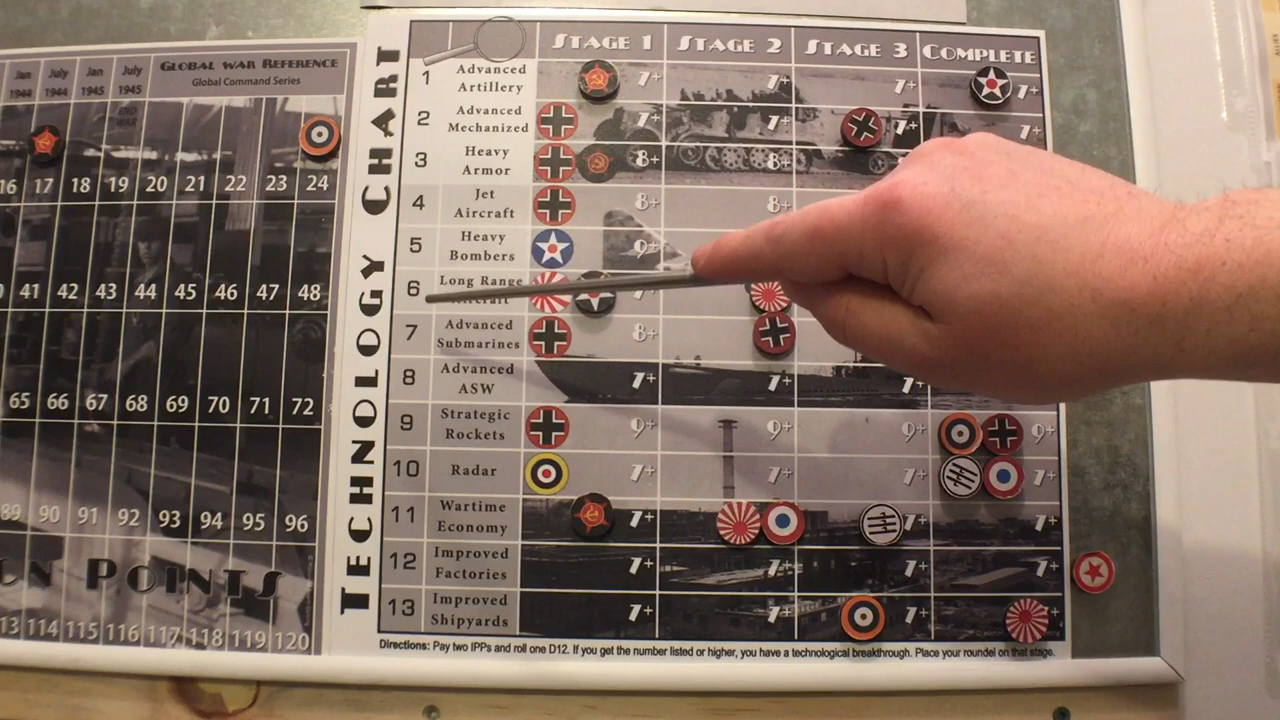 Jan July Jan July
1944 1944 1945 1945
END
WAR
GLOBAL WAR REFERENCE
Global Command Series
16 17 18 19 20 21 22 23 24
41 42 43 44 45 46 47 48
65 66 67 68 69 70 71 72
89 90 91 92 93 94 95 96
ON POINTS
13 114 115 116 117 118 119 120
TECHNOLOGY CHART
STAGE 1 STAGE 2 STAGE 3 COMPLETE
1 Advanced Artillery 7+ 7+ 7+ 7+
2 Advanced Mechanized 7+ 7+ 7+ 7+
3 Heavy Armor 8+ 8+
4 Jet Aircraft 8+ 8+
5 Heavy Bombers 9+
6 Long Range Aircraft
7 Advanced Submarines 8+
8 Advanced ASW 7+ 7+ 7+
9 Strategic Rockets 9+ 9+ 9+ 9+
10 Radar 7+ 7+ 7+ 7+
11 Wartime Economy 7+ 7+ 7+
12 Improved Factories 7+ 7+ 7+ 7+
13 Improved Shipyards 7+ 7+ 7+
Directions: Pay two IPPs and roll one D12. If you get the number listed or higher, you have a technological breakthrough. Place your roundel on that stage.